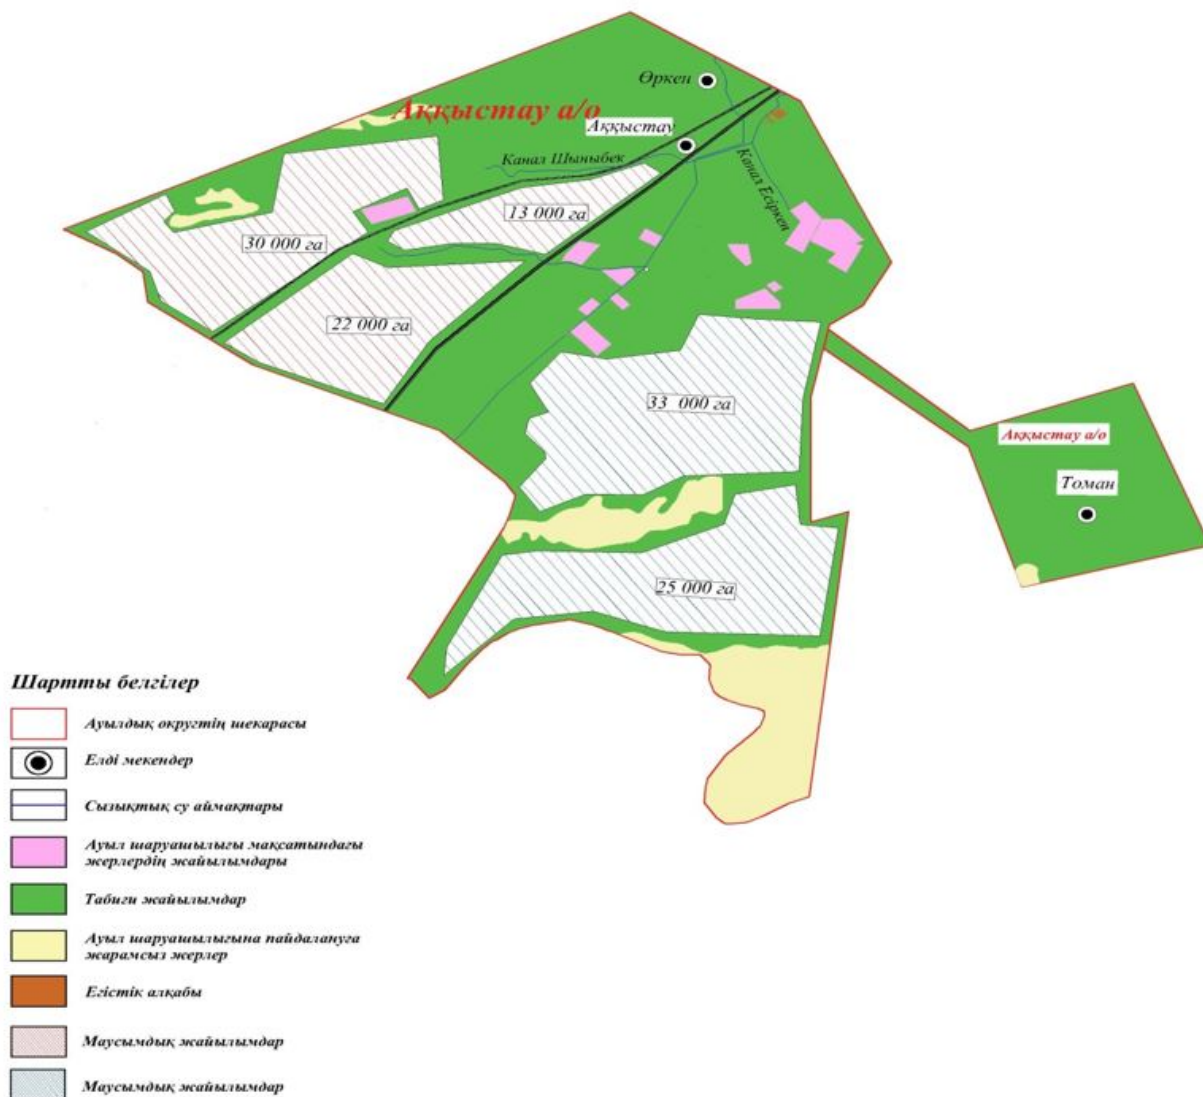 Өркен
Аққыстау а/о
Аққыстау
Канал Шыныбек
Канал Есіркен
13 000 га
30 000 га
22 000 га
33 000 га
Аққыстау а/о
Томан
25 000 га
Шартты белгілер
Ауылдық округтің шекарасы
Елді мекендер
Сызықтық су аймақтары
Ауыл шаруашылығы мақсатындағы
жерлердің жайылымдары
Табиғи жайылымдар
Ауыл шаруашылығына пайдалануға
жарамсыз жерлер
Егістік алқабы
Маусымдық жайылымдар
Маусымдық жайылымдар